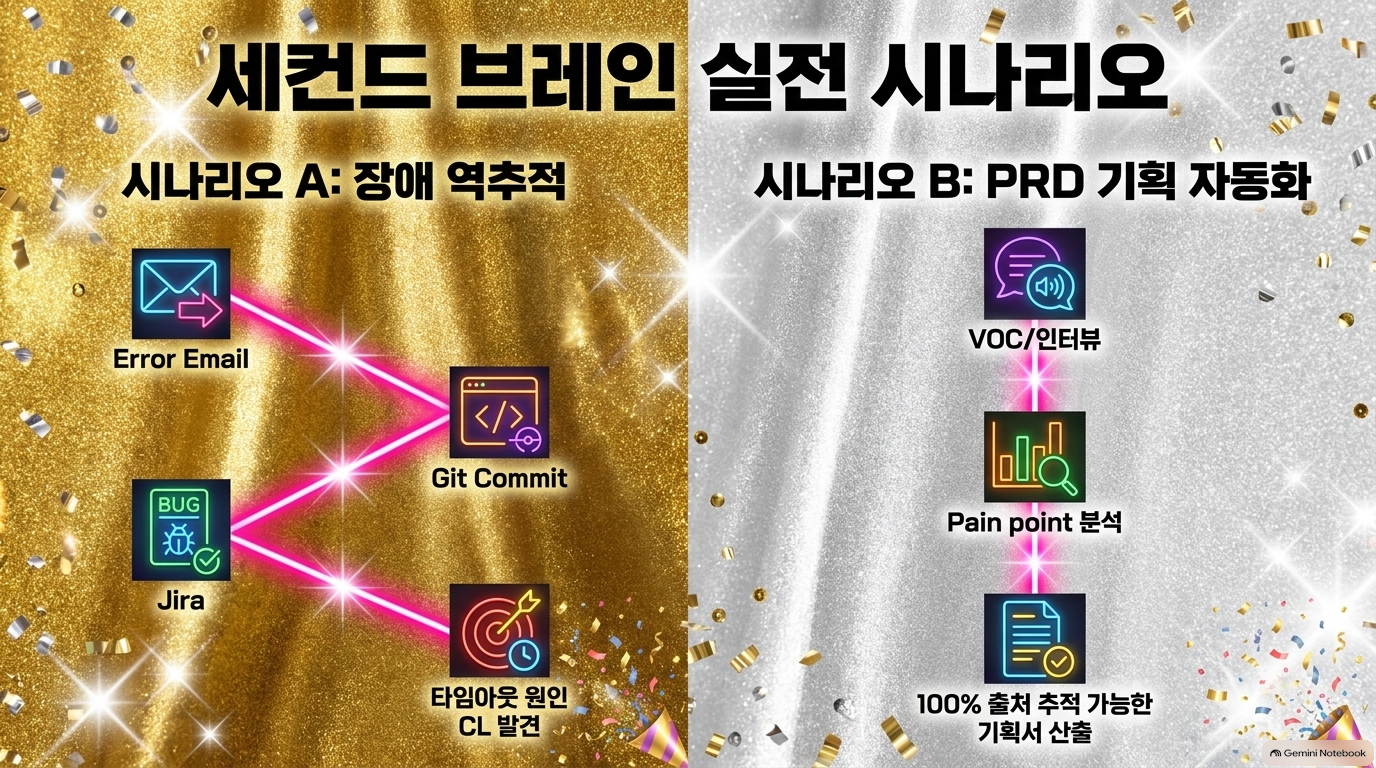 세컨드 브레인 실전 시나리오
시나리오 A: 장애 역추적
Error Email
Git Commit
BUG
Jira
타임아웃 원인
CL 발견
시나리오 B: PRD 기획 자동화
VOC/인터뷰
Pain point 분석
100% 출처 추적 가능한
기획서 산출
Gemini Notebook